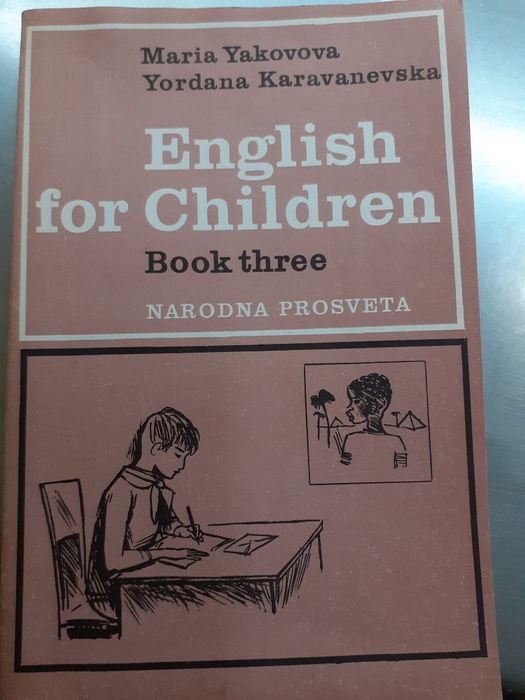 Maria Yakovova
Yordana Karavanevska
English
for Children
Book three
NARODNA PROSVETA